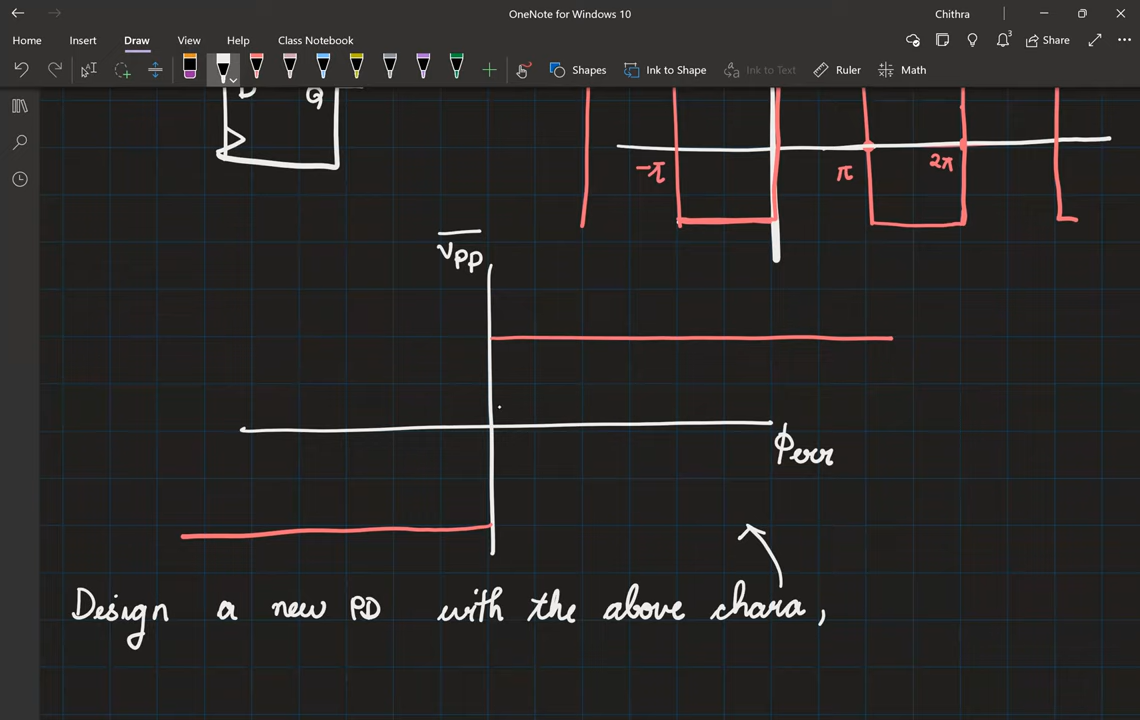 OneNote for Windows 10
Chithra
Home Insert Draw View Help Class Notebook
Share
Shapes Ink to Shape Ink to Text Ruler Math
D Q
-π π 2π
V̅P̅P̅
ϕerr
Design a new PD with the above chara,